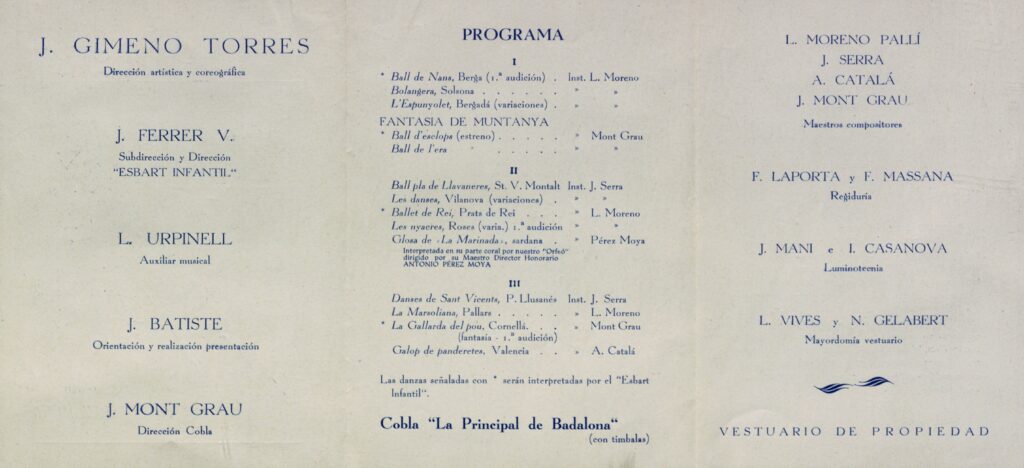 J. GIMENO TORRES
Dirección artística y coreográfica
J. FERRER V.
Subdirección y Dirección
"ESBART INFANTIL"
L. URPINELL
Auxiliar musical
J. BATISTE
Orientación y realización presentación
J. MONT GRAU
Dirección Cobla
PROGRAMA
I
* Ball de Nans, Berga (1.ª audición) . Inst. L. Moreno
Bolangera, Solsona . . . . . . » »
L'Espunyolet, Bergadá (variaciones) . » »
FANTASIA DE MUNTANYA
* Ball d'esclops (estreno) . . . . . » Mont Grau
Ball de l'era " . . . . . » »
II
Ball pla de Llavaneres, St. V. Montalt Inst. J. Serra
Les danses, Vilanova (variaciones) . » »
* Ballet de Rei, Prats de Rei . . . » L. Moreno
Les nyacres, Roses (varia.) 1.ª audición » »
Glosa de «La Marinada», sardana . » Pérez Moya
Interpretada en su parte coral por nuestro "Orfeó"
dirigido por su Maestro Director Honorario
ANTONIO PÉREZ MOYA
III
Danses de Sant Vicents, P. Llusanés Inst. J. Serra
La Marsoliana, Pallars . . . . . » L. Moreno
* La Gallarda del pou, Cornellá. . . » Mont Grau
(fantasía - 1.ª audición)
Galop de panderetes, Valencia . . » A. Catalá
Las danzas señaladas con * serán interpretadas por el "Esbart
Infantil".
Cobla "La Principal de Badalona"
(con timbalas)
L. MORENO PALLÍ
J. SERRA
A. CATALÁ
J. MONT GRAU
Maestros compositores
F. LAPORTA y F. MASSANA
Regiduría
J. MANI e I. CASANOVA
Luminotecnia
L. VIVES y N. GELABERT
Mayordomía vestuario
VESTUARIO DE PROPIEDAD